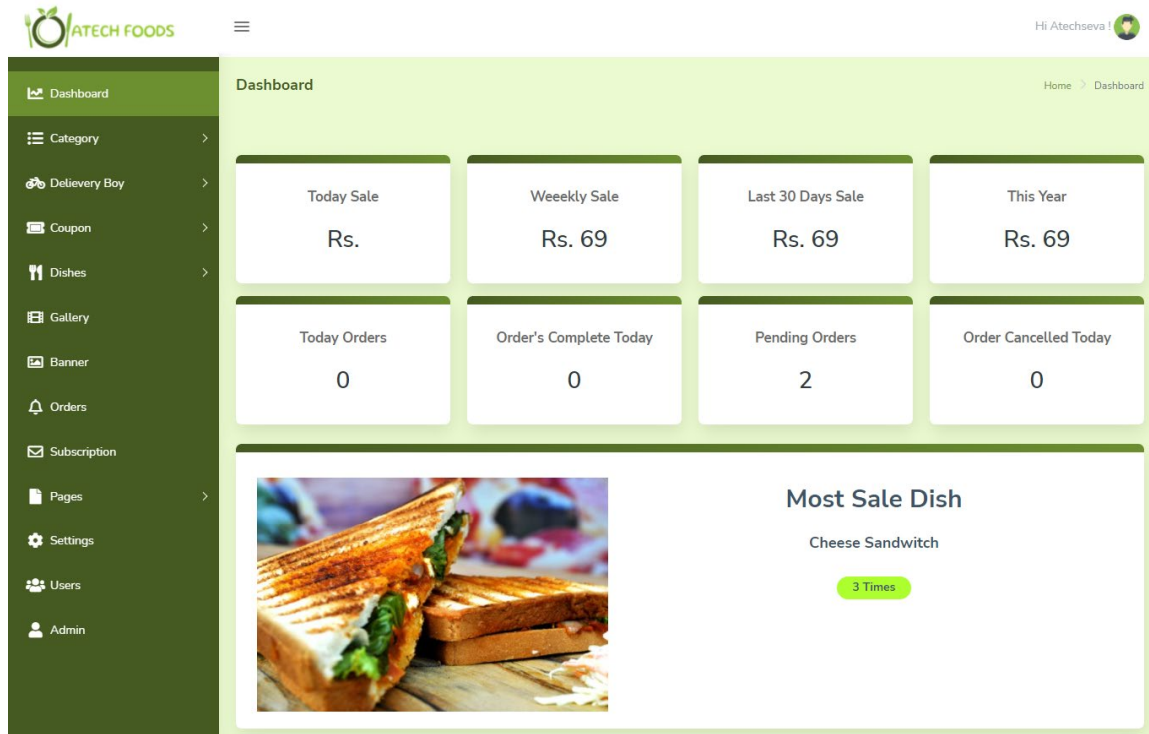 ATECH FOODS
Hi Atechseva !
Dashboard
Category
Delievery Boy
Coupon
Dishes
Gallery
Banner
Orders
Subscription
Pages
Settings
Users
Admin
Dashboard
Home > Dashboard
Today Sale
Rs.
Weeekly Sale
Rs. 69
Last 30 Days Sale
Rs. 69
This Year
Rs. 69
Today Orders
0
Order's Complete Today
0
Pending Orders
2
Order Cancelled Today
0
Most Sale Dish
Cheese Sandwitch
3 Times